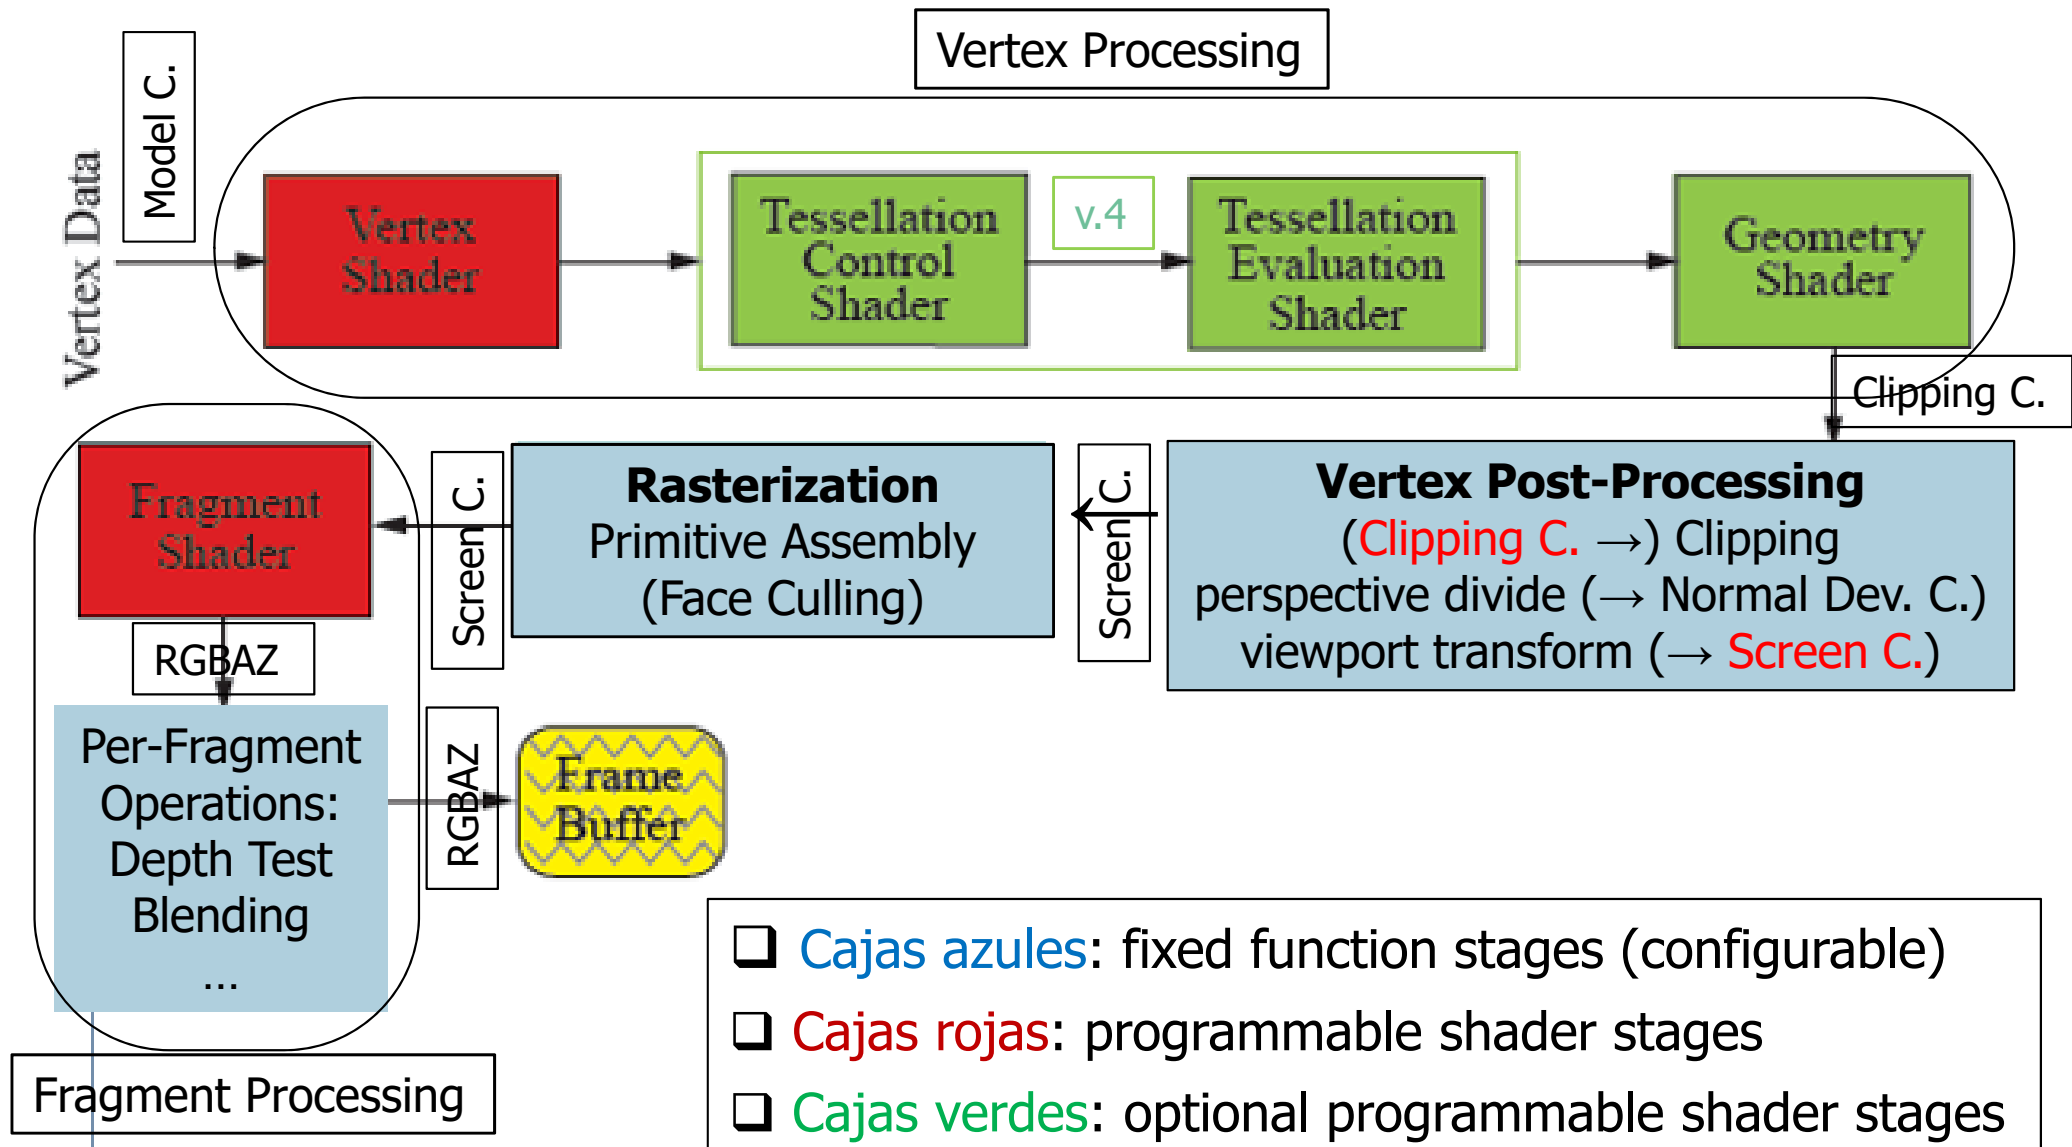 Vertex Processing
Model C.
Vertex Data
Vertex
Shader
Tessellation
Control
Shader
v.4
Tessellation
Evaluation
Shader
Geometry
Shader
Clipping C.
Vertex Post-Processing
(Clipping C. →) Clipping
perspective divide (→ Normal Dev. C.)
viewport transform (→ Screen C.)
Screen C.
Rasterization
Primitive Assembly
(Face Culling)
Screen C.
Fragment
Shader
RGBAZ
Per-Fragment
Operations:
Depth Test
Blending
...
RGBAZ
Frame
Buffer
Fragment Processing
❑ Cajas azules: fixed function stages (configurable)
❑ Cajas rojas: programmable shader stages
❑ Cajas verdes: optional programmable shader stages